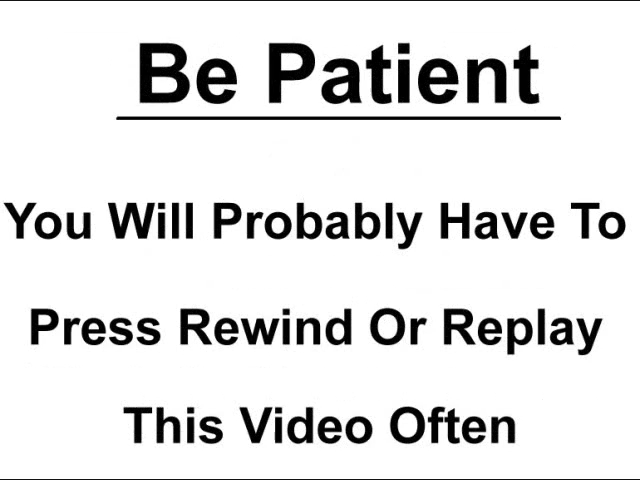 Be Patient
You Will Probably Have To
Press Rewind Or Replay
This Video Often